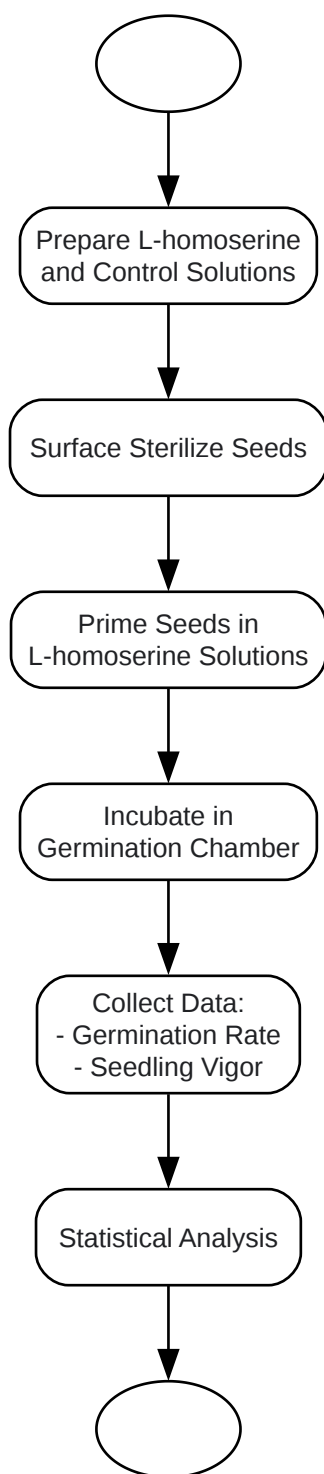 Prepare L-homoserine
and Control Solutions
Surface Sterilize Seeds
Prime Seeds in
L-homoserine Solutions
Incubate in
Germination Chamber
Collect Data:
- Germination Rate
- Seedling Vigor
Statistical Analysis